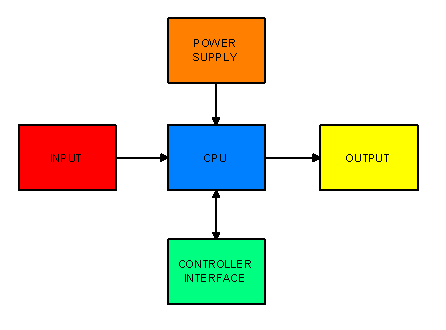 POWER
SUPPLY
INPUT
CPU
OUTPUT
CONTROLLER
INTERFACE